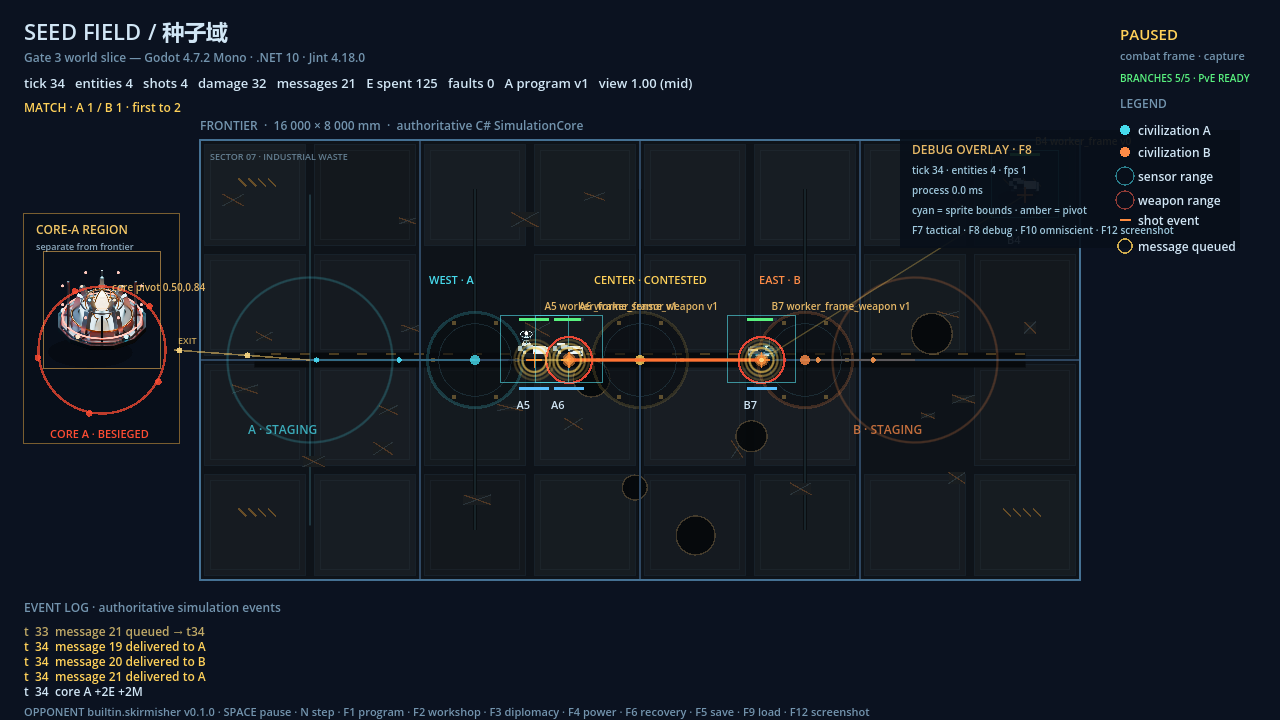 SEED FIELD / 种子域
Gate 3 world slice — Godot 4.7.2 Mono · .NET 10 · Jint 4.18.0
tick 34 entities 4 shots 4 damage 32 messages 21 E spent 125 faults 0 A program v1 view 1.00 (mid)
MATCH · A 1 / B 1 · first to 2
PAUSED
combat frame · capture
BRANCHES 5/5 · PvE READY
LEGEND
civilization A
civilization B
sensor range
weapon range
shot event
message queued
FRONTIER · 16 000 × 8 000 mm · authoritative C# SimulationCore
SECTOR 07 · INDUSTRIAL WASTE
DEBUG OVERLAY · F8
tick 34 · entities 4 · fps 1
process 0.0 ms
cyan = sprite bounds · amber = pivot
F7 tactical · F8 debug · F10 omniscient · F12 screenshot
B4 worker_frame
B4
CORE-A REGION
separate from frontier
core pivot 0.50,0.84
EXIT
CORE A · BESIEGED
WEST · A
CENTER · CONTESTED
EAST · B
A5 worker_frame
weapon v1
B7 worker_frame_weapon v1
A5
A6
B7
A · STAGING
B · STAGING
EVENT LOG · authoritative simulation events
t 33 message 21 queued → t34
t 34 message 19 delivered to A
t 34 message 20 delivered to B
t 34 message 21 delivered to A
t 34 core A +2E +2M
OPPONENT builtin.skirmisher v0.1.0 · SPACE pause · N step · F1 program · F2 workshop · F3 diplomacy · F4 power · F6 recovery · F5 save · F9 load · F12 screenshot